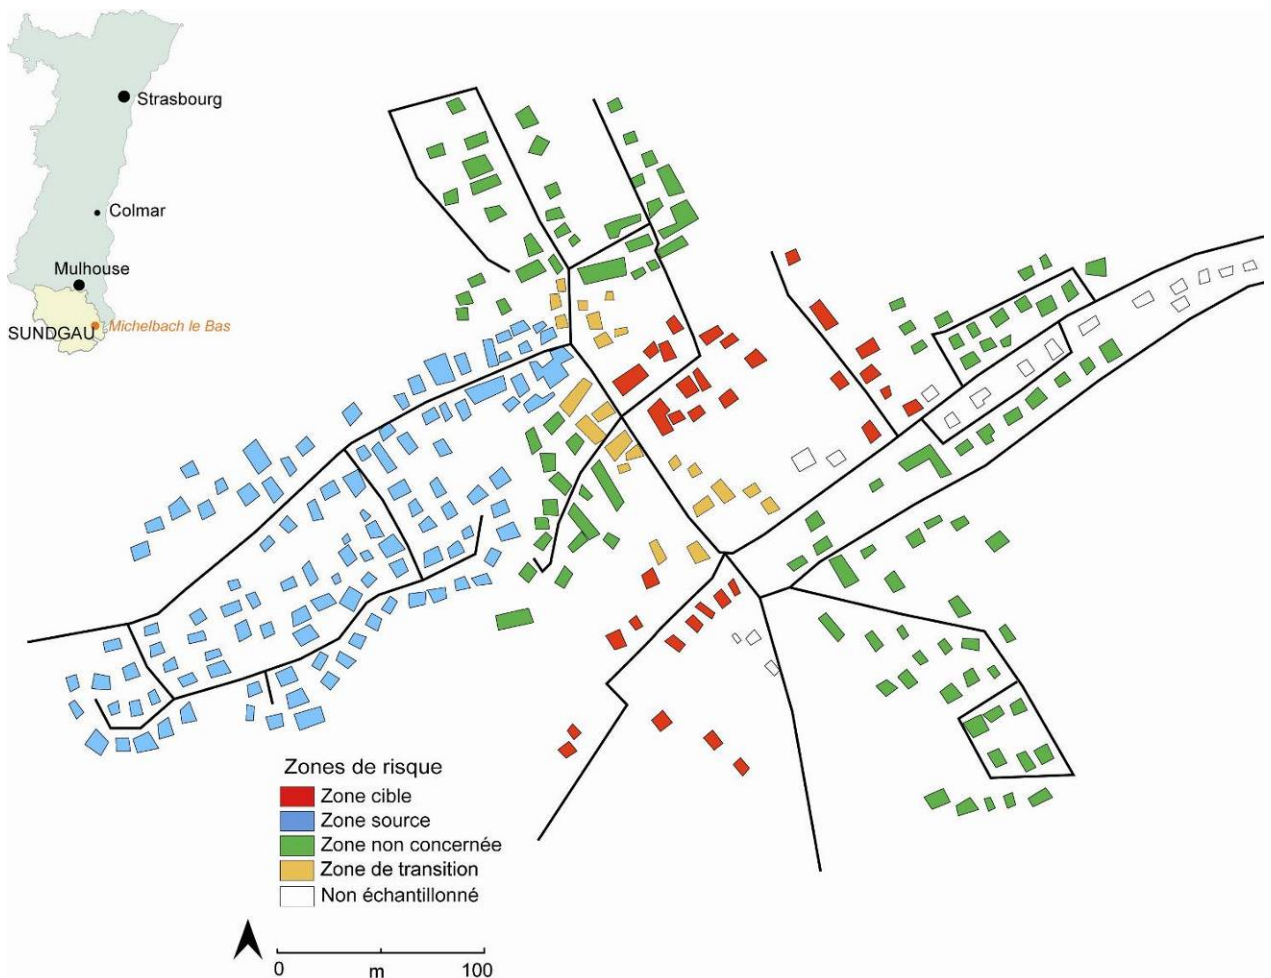 Strasbourg
Colmar
Mulhouse
SUNDGAU
Michelbach le Bas
Zones de risque
Zone cible
Zone source
Zone non concernée
Zone de transition
Non échantillonné
0 m 100